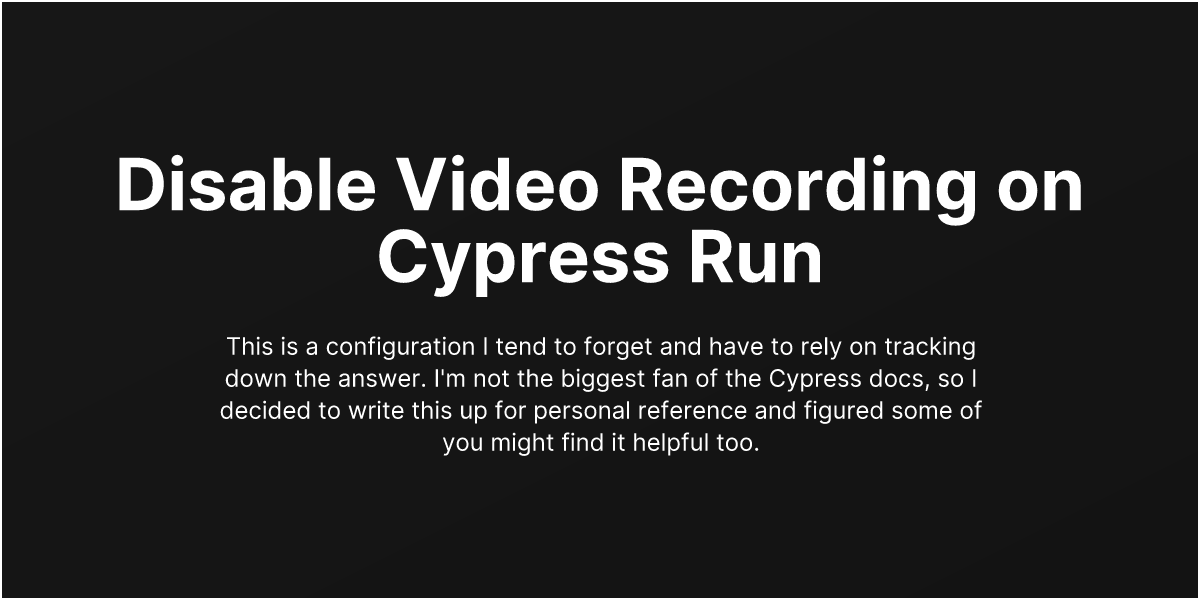 Disable Video Recording on
Cypress Run
This is a configuration I tend to forget and have to rely on tracking
down the answer. I'm not the biggest fan of the Cypress docs, so I
decided to write this up for personal reference and figured some of
you might find it helpful too.